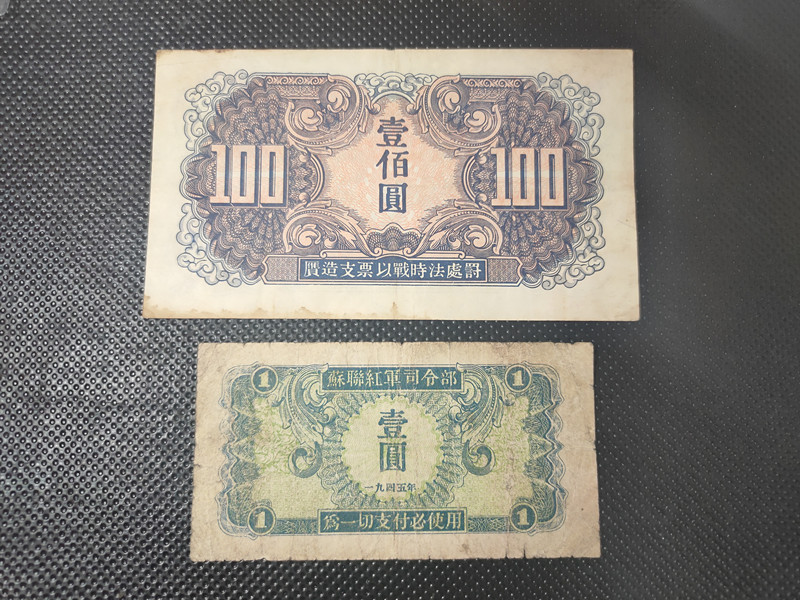 壹佰圓
100 100
贋造支票以戰時法處罸
1 蘇聯紅軍司令部 1
壹圓
一九四五年
1 爲一切支付必使用 1